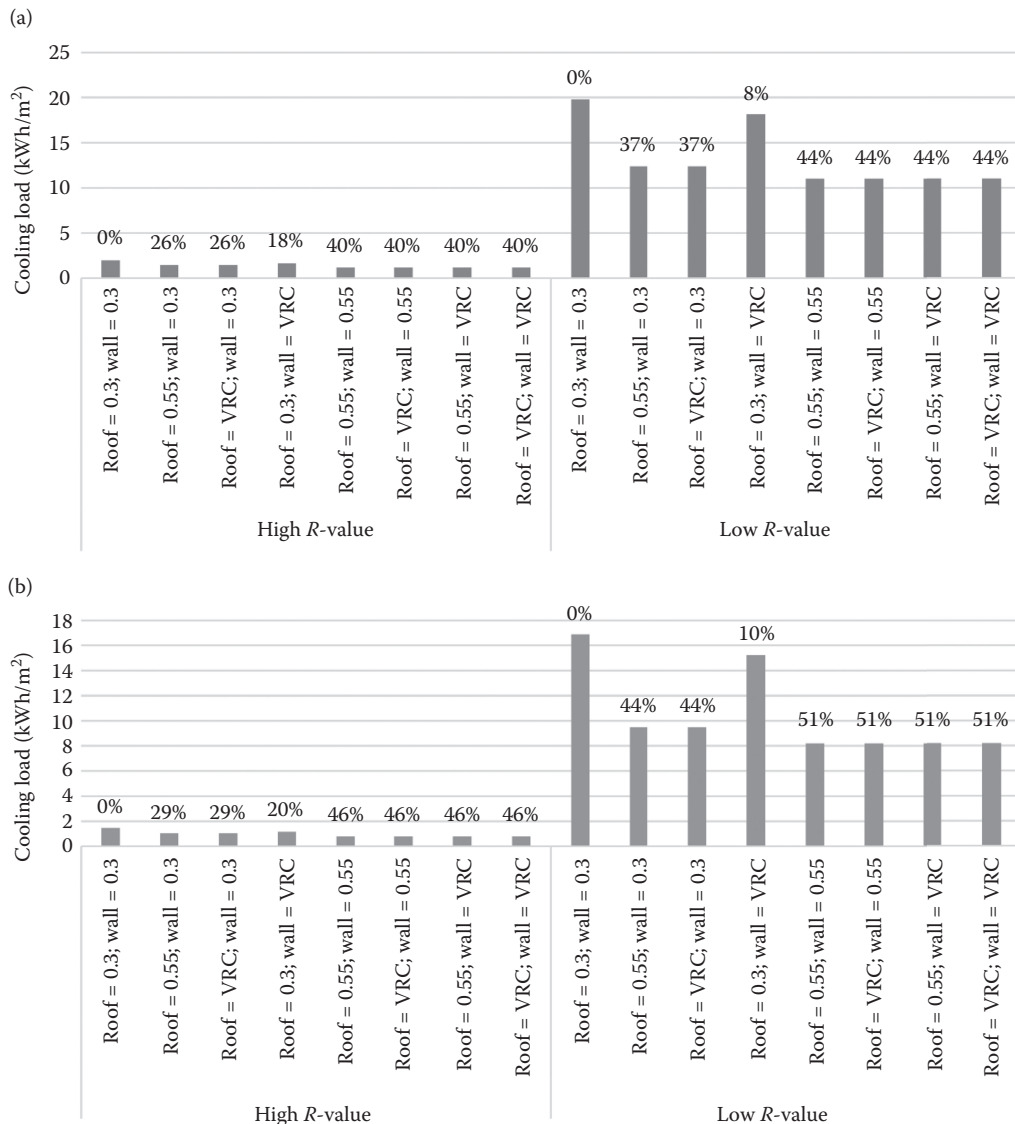 (a)
Cooling load (kWh/m²)
25
20
15
10
5
0
0%
26%
26%
18%
40%
40%
40%
40%
0%
37%
37%
8%
44%
44%
44%
44%
Roof = 0.3; wall = 0.3
Roof = 0.55; wall = 0.3
Roof = VRC; wall = 0.3
Roof = 0.3; wall = VRC
Roof = 0.55; wall = 0.55
Roof = VRC; wall = 0.55
Roof = 0.55; wall = VRC
Roof = VRC; wall = VRC
Roof = 0.3; wall = 0.3
Roof = 0.55; wall = 0.3
Roof = VRC; wall = 0.3
Roof = 0.3; wall = VRC
Roof = 0.55; wall = 0.55
Roof = VRC; wall = 0.55
Roof = 0.55; wall = VRC
Roof = VRC; wall = VRC
High R-value
Low R-value
(b)
Cooling load (kWh/m²)
18
16
14
12
10
8
6
4
2
0
0%
29%
29%
20%
46%
46%
46%
46%
0%
44%
44%
10%
51%
51%
51%
51%
Roof = 0.3; wall = 0.3
Roof = 0.55; wall = 0.3
Roof = VRC; wall = 0.3
Roof = 0.3; wall = VRC
Roof = 0.55; wall = 0.55
Roof = VRC; wall = 0.55
Roof = 0.55; wall = VRC
Roof = VRC; wall = VRC
Roof = 0.3; wall = 0.3
Roof = 0.55; wall = 0.3
Roof = VRC; wall = 0.3
Roof = 0.3; wall = VRC
Roof = 0.55; wall = 0.55
Roof = VRC; wall = 0.55
Roof = 0.55; wall = VRC
Roof = VRC; wall = VRC
High R-value
Low R-value